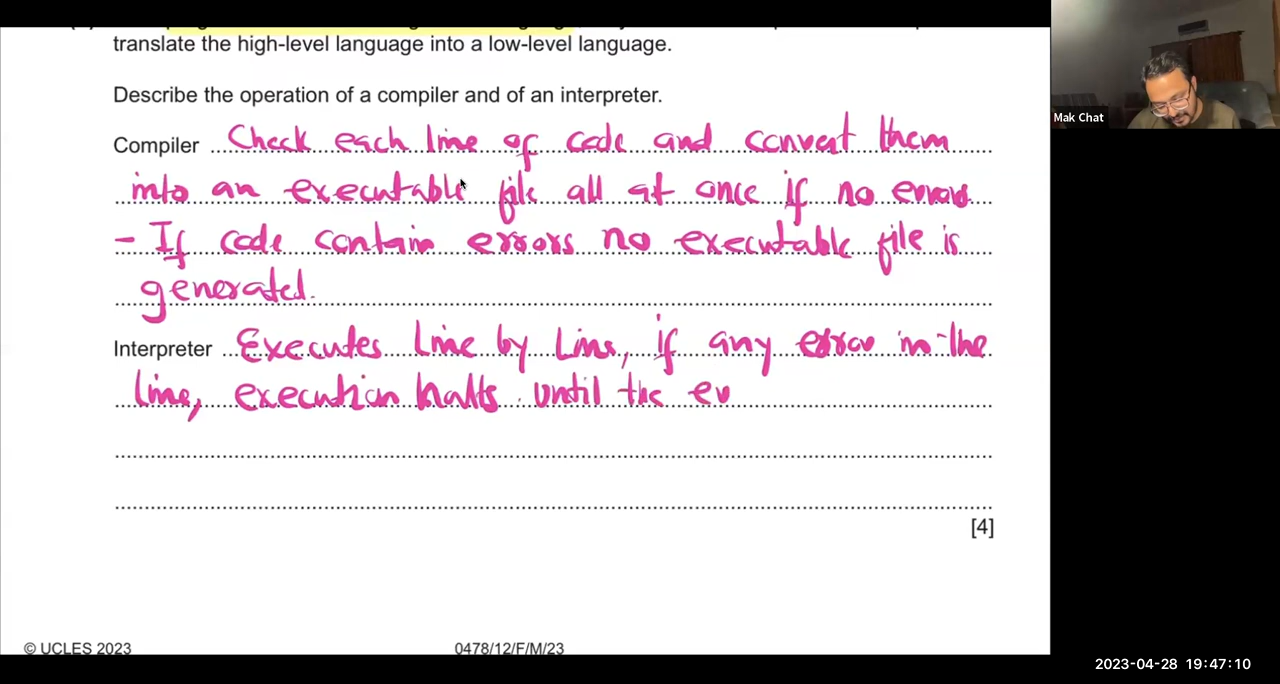 translate the high-level language into a low-level language.
Describe the operation of a compiler and of an interpreter.
Compiler Check each line of code and convert them
into an executable file all at once if no errors
- If code contain errors no executable file is
generated.
Interpreter Executes line by line, if any error in the
line, execution halts until the er
[4]
© UCLES 2023
0478/12/F/M/23
Mak Chat
2023-04-28 19:47:10